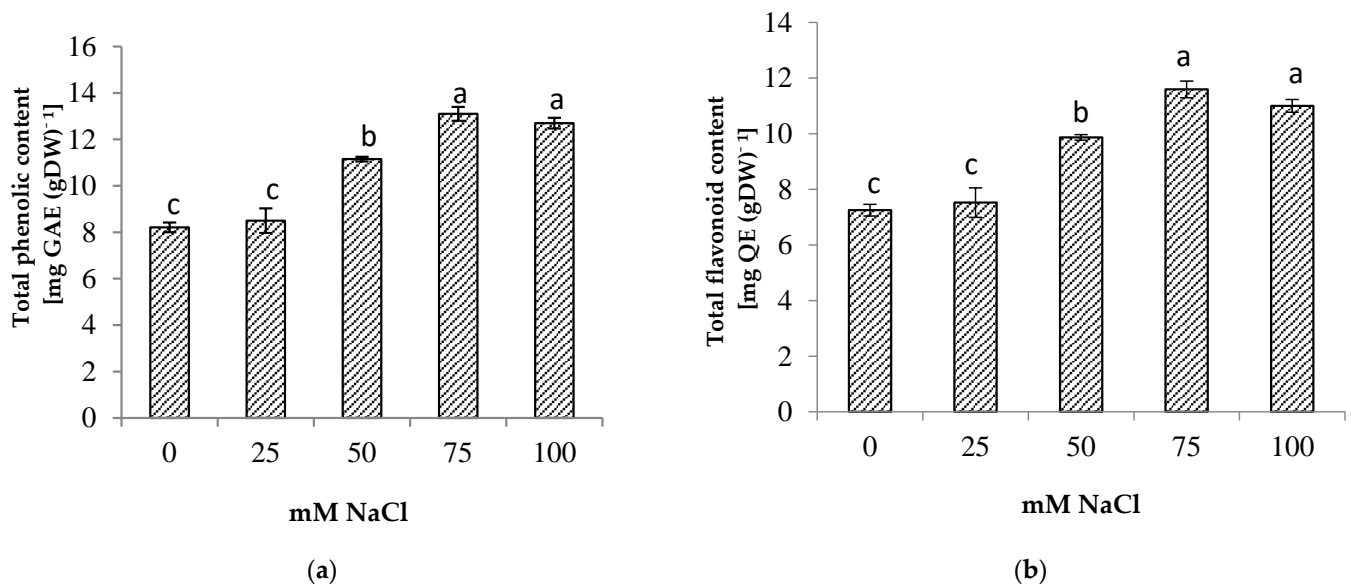 Total phenolic content
[mg GAE (gDW)⁻¹]
16
14
12
10
8
6
4
2
0
c
c
b
a
a
0 25 50 75 100
mM NaCl
(a)
Total flavonoid content
[mg QE (gDW)⁻¹]
14
12
10
8
6
4
2
0
c
c
b
a
a
0 25 50 75 100
mM NaCl
(b)